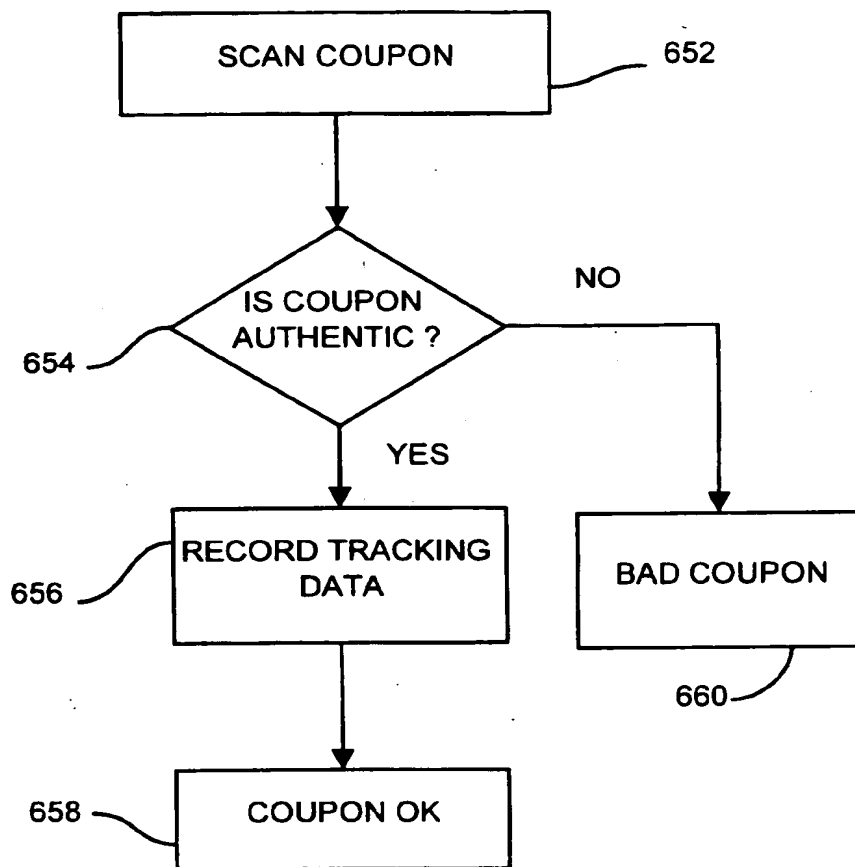 SCAN COUPON
652
IS COUPON
AUTHENTIC ?
NO
654
YES
RECORD TRACKING
DATA
656
BAD COUPON
660
COUPON OK
658